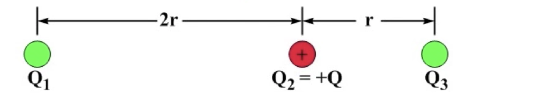 2r r
+
Q₁ Q₂ = +Q Q₃